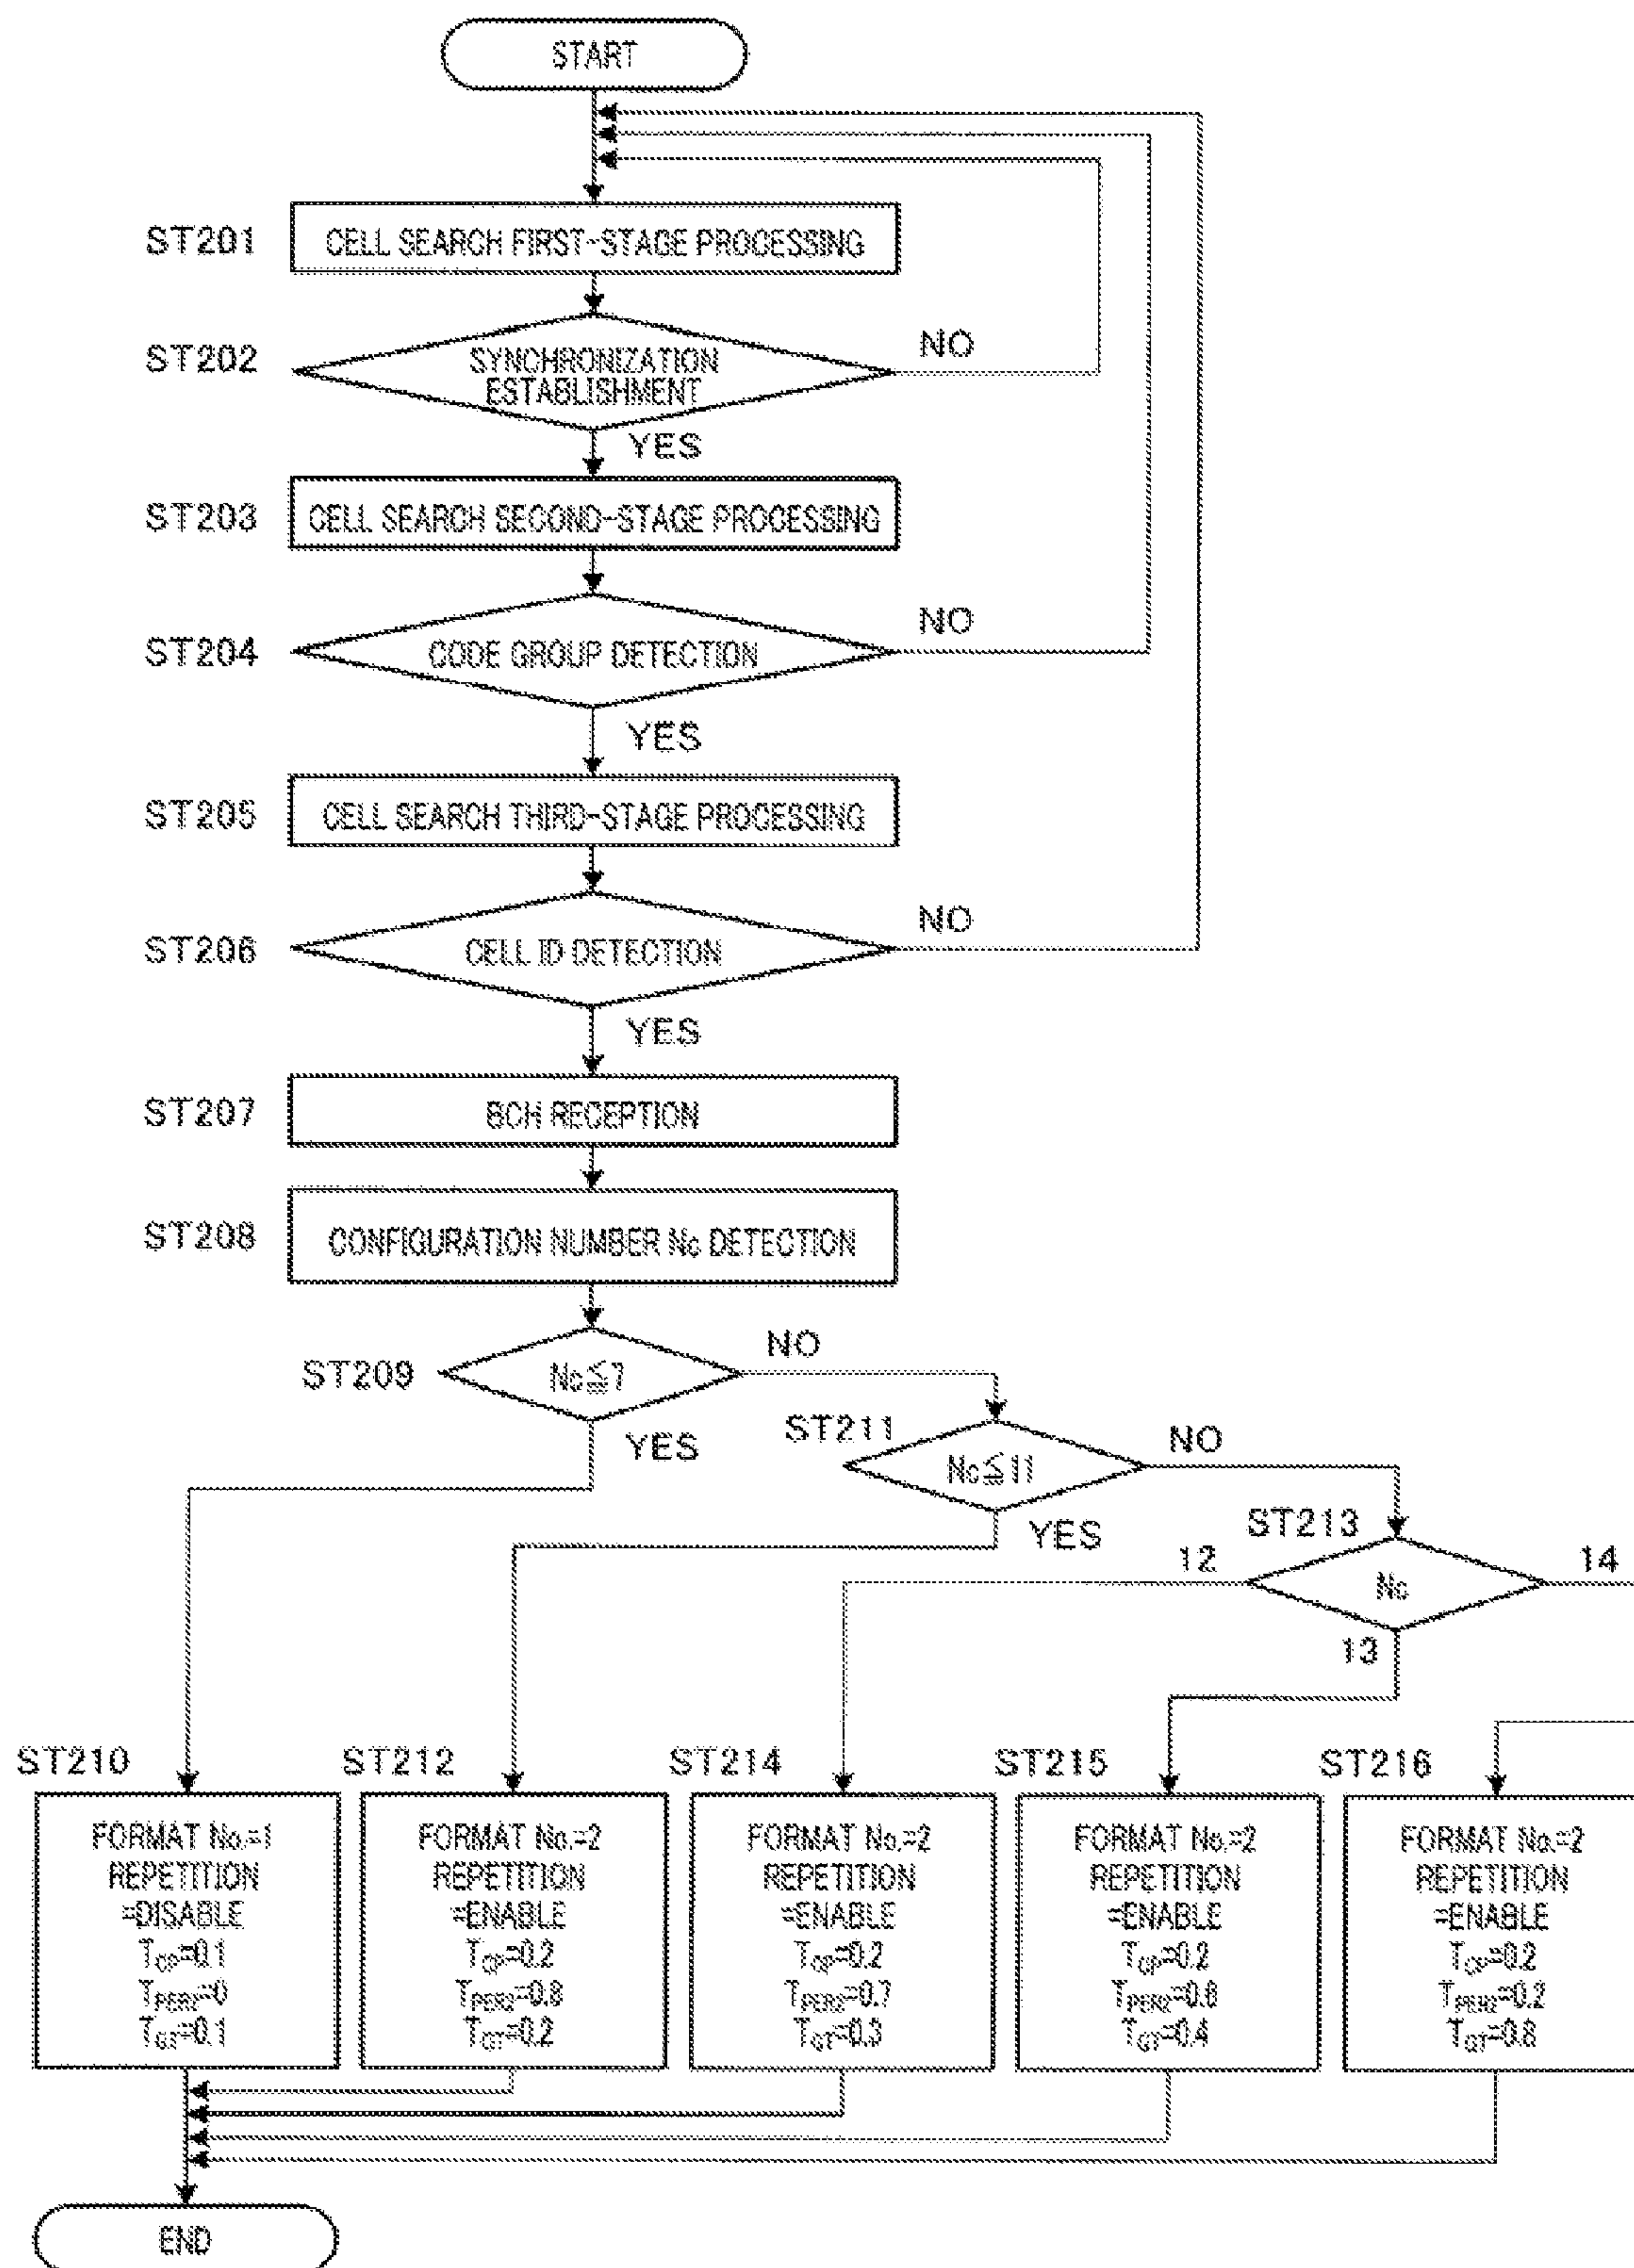 START
ST201
CELL SEARCH FIRST-STAGE PROCESSING
ST202
SYNCHRONIZATION
ESTABLISHMENT
NO
YES
ST203
CELL SEARCH SECOND-STAGE PROCESSING
ST204
CODE GROUP DETECTION
NO
YES
ST205
CELL SEARCH THIRD-STAGE PROCESSING
ST206
CELL ID DETECTION
NO
YES
ST207
BCH RECEPTION
ST208
CONFIGURATION NUMBER Nc DETECTION
ST209
Nc≦7
NO
YES
ST211
Nc≦11
NO
YES
ST213
Nc
12
13
14
ST210
FORMAT No.=1
REPETITION
=DISABLE
TCP=0.1
TPER2=0
TGT=0.1
ST212
FORMAT No.=2
REPETITION
=ENABLE
TCP=0.2
TPER2=0.8
TGT=0.2
ST214
FORMAT No.=2
REPETITION
=ENABLE
TCP=0.2
TPER2=0.7
TGT=0.3
ST215
FORMAT No.=2
REPETITION
=ENABLE
TCP=0.2
TPER2=0.6
TGT=0.4
ST216
FORMAT No.=2
REPETITION
=ENABLE
TCP=0.2
TPER2=0.2
TGT=0.8
END